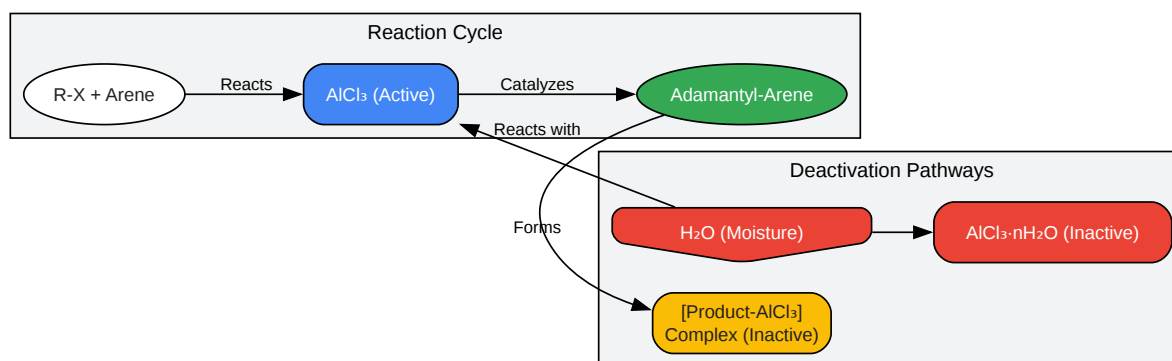 Reaction Cycle
R-X + Arene
Reacts
AlCl₃ (Active)
Catalyzes
Adamantyl-Arene
Reacts with
Deactivation Pathways
Forms
H₂O (Moisture)
AlCl₃·nH₂O (Inactive)
[Product-AlCl₃]
Complex (Inactive)